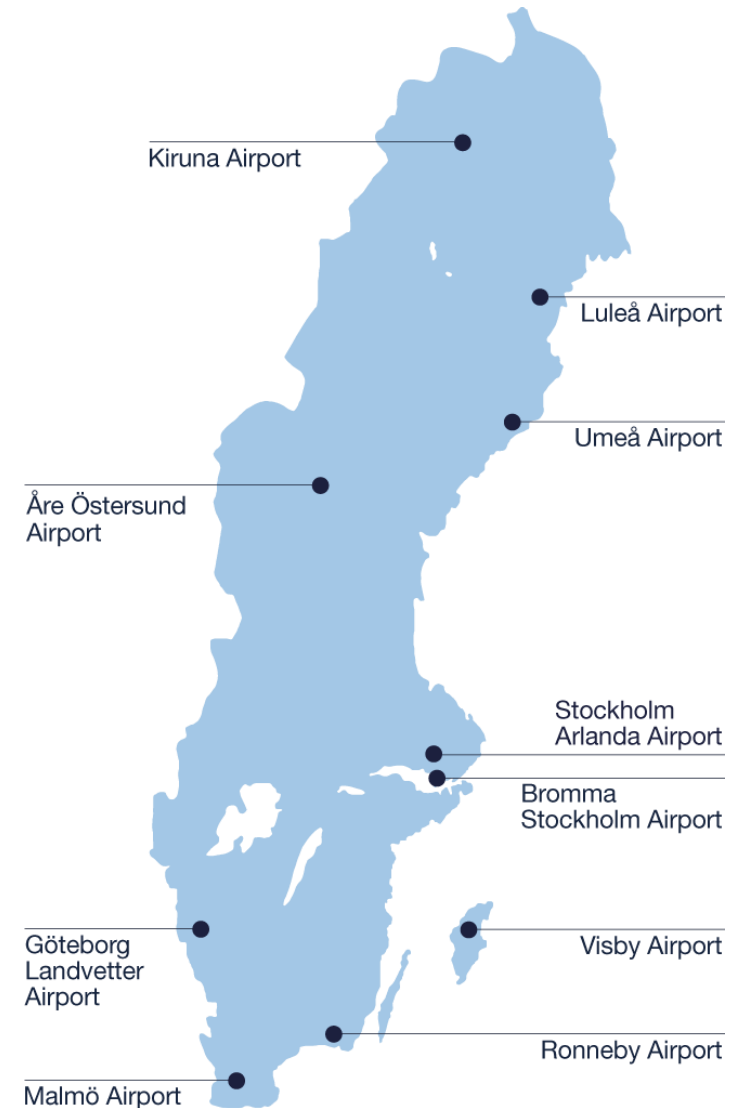 Kiruna Airport
Luleå Airport
Umeå Airport
Åre Östersund
Airport
Stockholm
Arlanda Airport
Bromma
Stockholm Airport
Göteborg
Landvetter
Airport
Visby Airport
Ronneby Airport
Malmö Airport